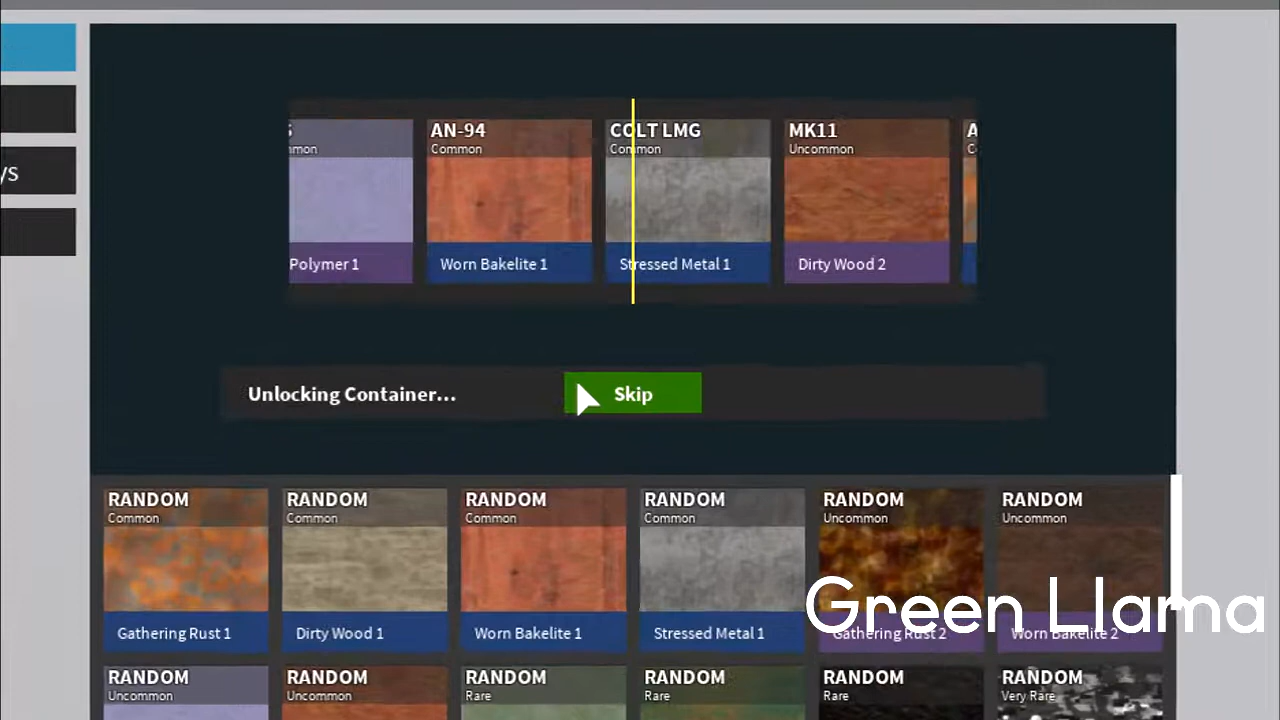 AN-94
Common
COLT LMG
Common
MK11
Uncommon
ys
Polymer 1
Worn Bakelite 1
Stressed Metal 1
Dirty Wood 2
Unlocking Container...
Skip
RANDOM
Common
RANDOM
Common
RANDOM
Common
RANDOM
Common
RANDOM
Uncommon
RANDOM
Uncommon
Gathering Rust 1
Dirty Wood 1
Worn Bakelite 1
Stressed Metal 1
Gathering Rust 2
Worn Bakelite 2
Green Llama
RANDOM
Uncommon
RANDOM
Uncommon
RANDOM
Rare
RANDOM
Rare
RANDOM
Rare
RANDOM
Very Rare